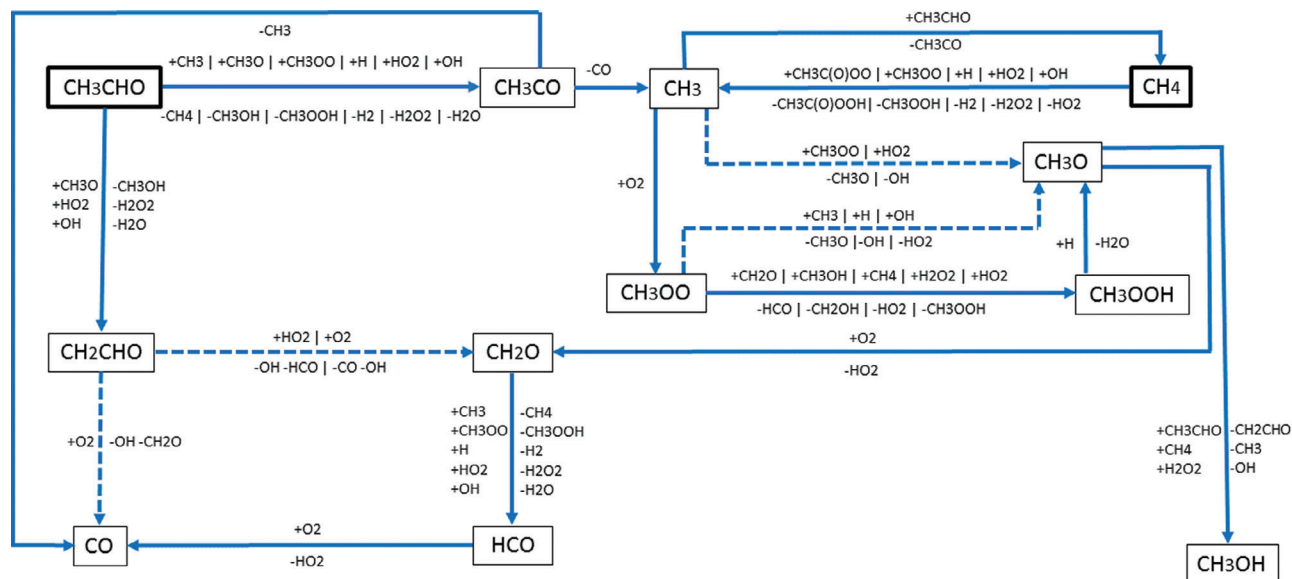 +CH3CHO
-CH3
-CH3CO
+CH3 | +CH3O | +CH3OO | +H | +HO2 | +OH
-CO
+CH3C(O)OO | +CH3OO | +H | +HO2 | +OH
CH3CHO
CH3CO
CH3
CH4
-CH4 | -CH3OH | -CH3OOH | -H2 | -H2O2 | -H2O
-CH3C(O)OOH| -CH3OOH | -H2 | -H2O2 | -HO2
+CH3OO | +HO2
CH3O
-CH3O | -OH
+O2
+CH3O
+HO2
+OH
-CH3OH
-H2O2
-H2O
+CH3 | +H | +OH
-CH3O |-OH | -HO2
+H
-H2O
+CH2O | +CH3OH | +CH4 | +H2O2 | +HO2
CH3OO
CH3OOH
-HCO | -CH2OH | -HO2 | -CH3OOH
+HO2 | +O2
+O2
CH2CHO
CH2O
-OH -HCO | -CO -OH
-HO2
+CH3
+CH3OO
+H
+HO2
+OH
-CH4
-CH3OOH
-H2
-H2O2
-H2O
+O2
-OH -CH2O
+CH3CHO
+CH4
+H2O2
-CH2CHO
-CH3
-OH
+O2
CO
HCO
-HO2
CH3OH